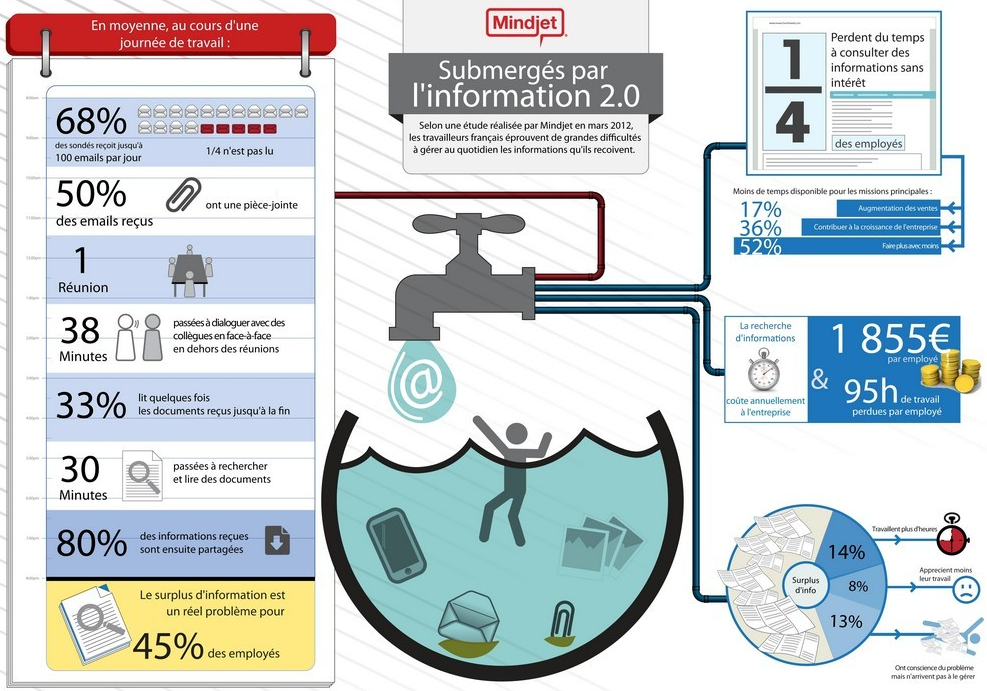 En moyenne, au cours d'une
journée de travail :
68%
des sondés reçoit jusqu'à
100 emails par jour
1/4 n'est pas lu
50%
des emails reçus
ont une pièce-jointe
1
Réunion
38
Minutes
passées à dialoguer avec des
collègues en face-à-face
en dehors des réunions
33%
lit quelques fois
les documents reçus jusqu'à la fin
30
Minutes
passées à rechercher
et lire des documents
80%
des informations reçues
sont ensuite partagées
Le surplus d'information est
un réel problème pour
45% des employés
Mindjet
Submergés par
l'information 2.0
Selon une étude réalisée par Mindjet en mars 2012,
les travailleurs français éprouvent de grandes difficultés
à gérer au quotidien les informations qu'ils recoivent.
@
1
4
Perdent du temps
à consulter des
informations sans
intérêt
des employés
Moins de temps disponible pour les missions principales :
17% Augmentation des ventes
36% Contribuer à la croissance de l'entreprise
52% Faire plus avec moins
La recherche
d'informations
coûte annuellement
à l'entreprise
1 855€
par employé
&
95h de travail
perdues par employé
Surplus
d'info
14%
Travaillent plus d'heures
8%
Apprecient moins
leur travail
13%
Ont conscience du problème
mais n'arrivent pas à le gérer